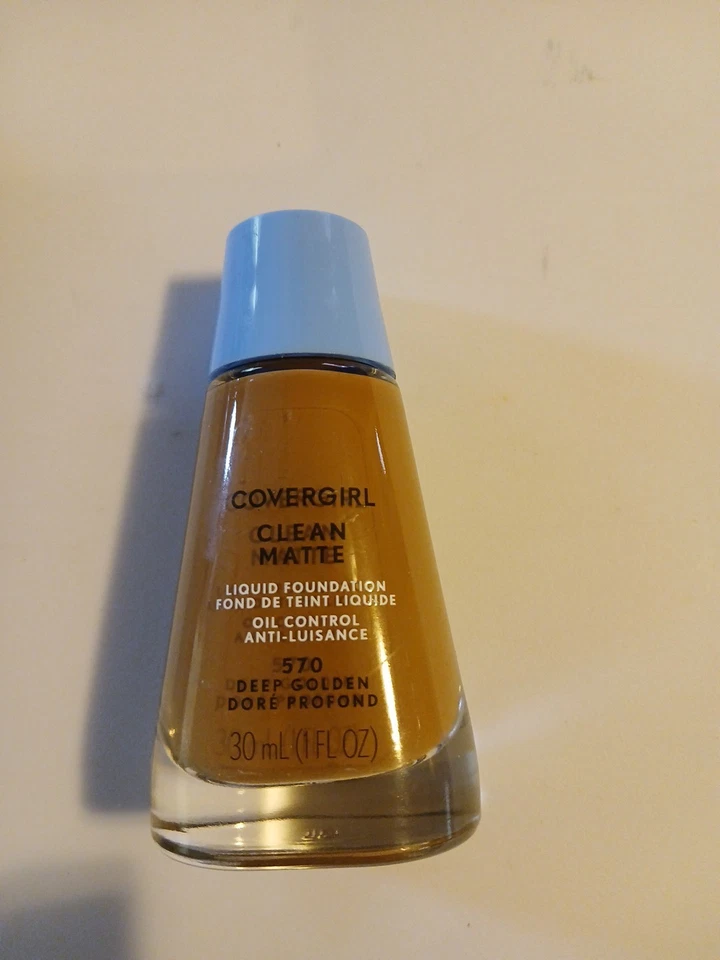 COVERGIRL
CLEAN
MATTE
LIQUID FOUNDATION
FOND DE TEINT LIQUIDE
OIL CONTROL
ANTI-LUISANCE
570
DEEP GOLDEN
DORÉ PROFOND
30 mL (1 FL OZ)